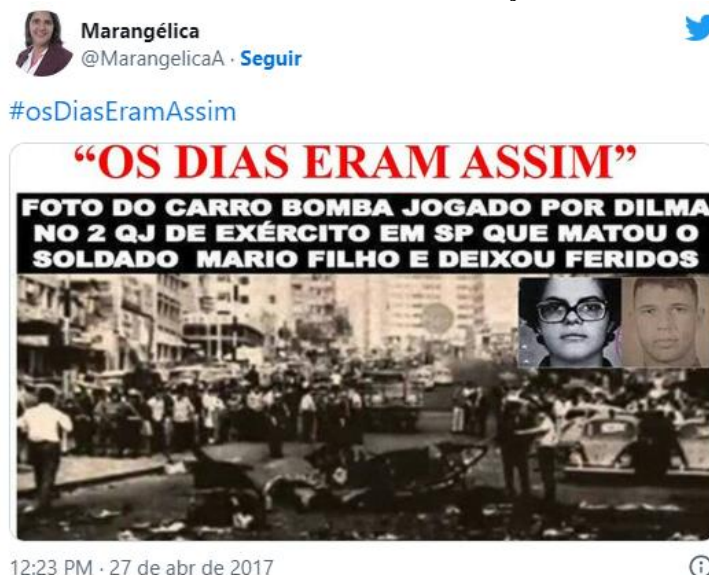 Marangélica
@MarangelicaA · Seguir
#osDiasEramAssim
“OS DIAS ERAM ASSIM”
FOTO DO CARRO BOMBA JOGADO POR DILMA
NO 2 QJ DE EXÉRCITO EM SP QUE MATOU O
SOLDADO MARIO FILHO E DEIXOU FERIDOS
12:23 PM · 27 de abr de 2017